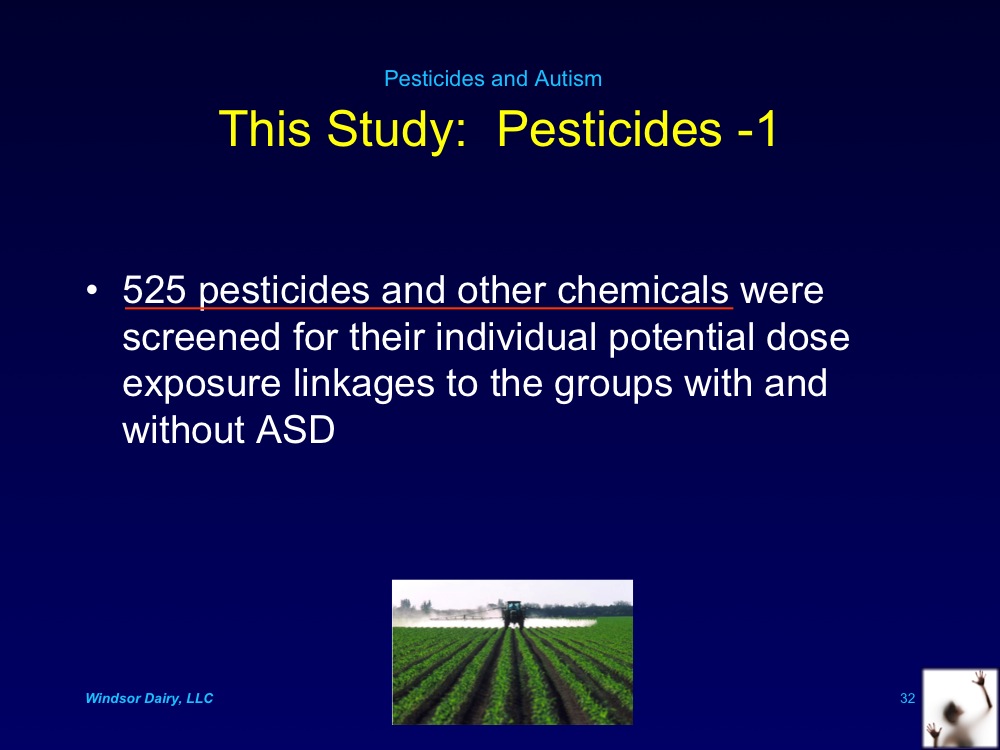 Pesticides and Autism
This Study: Pesticides -1
• 525 pesticides and other chemicals were
screened for their individual potential dose
exposure linkages to the groups with and
without ASD
Windsor Dairy, LLC
32